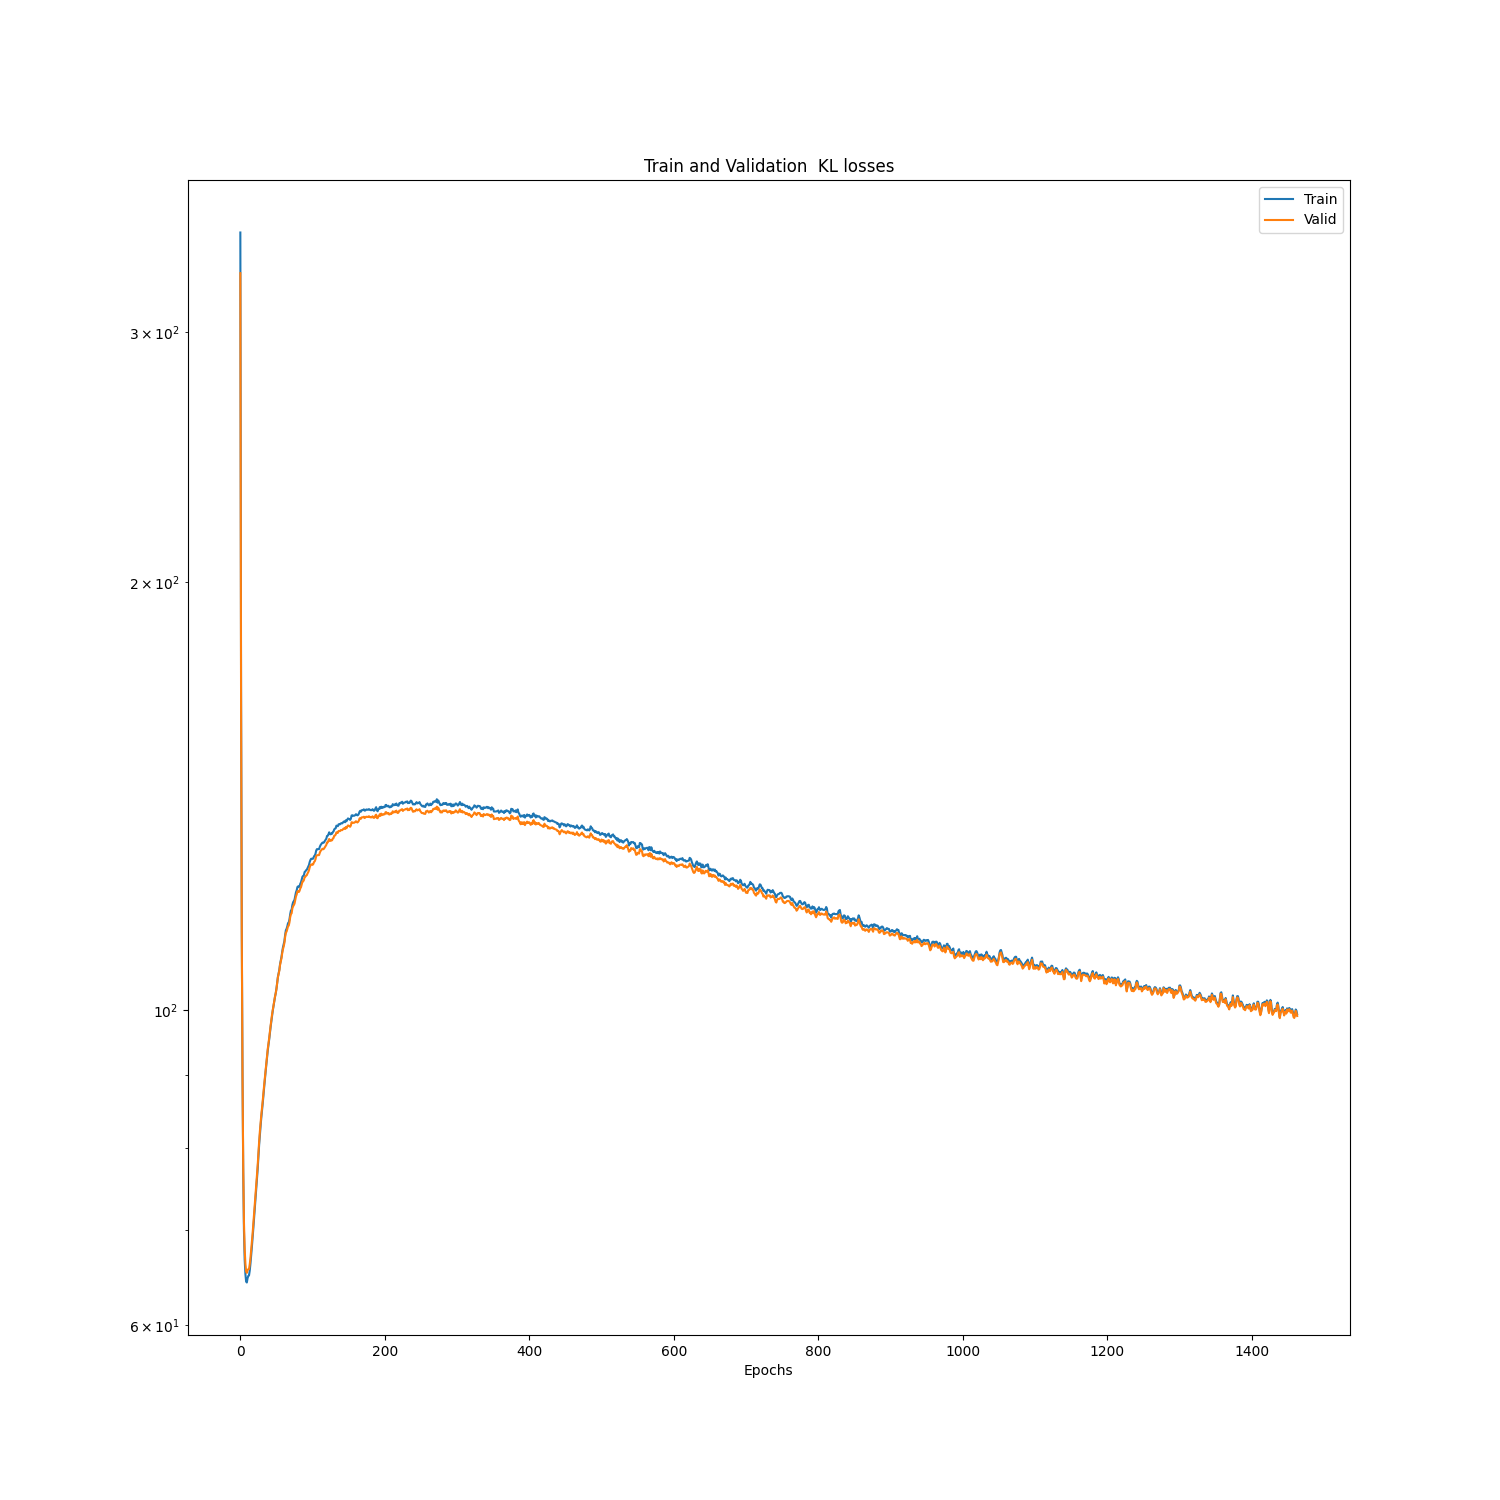 Train and Validation  KL losses
Train
Valid
3 × 10²
2 × 10²
10²
6 × 10¹
0 200 400 600 800 1000 1200 1400
Epochs